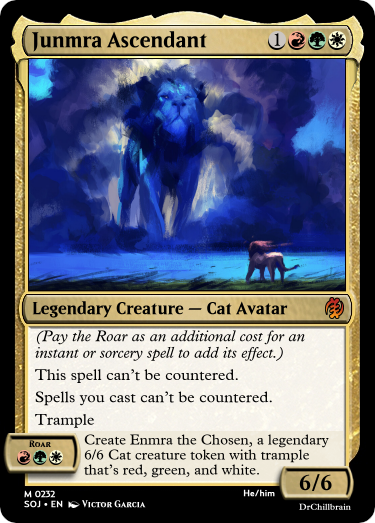 Junmra Ascendant 1
Legendary Creature — Cat Avatar
(Pay the Roar as an additional cost for an
instant or sorcery spell to add its effect.)
This spell can't be countered.
Spells you cast can't be countered.
Trample
Roar
Create Enmra the Chosen, a legendary
6/6 Cat creature token with trample
that's red, green, and white.
6/6
M 0232
SOJ • EN Victor Garcia
He/him
DrChillbrain